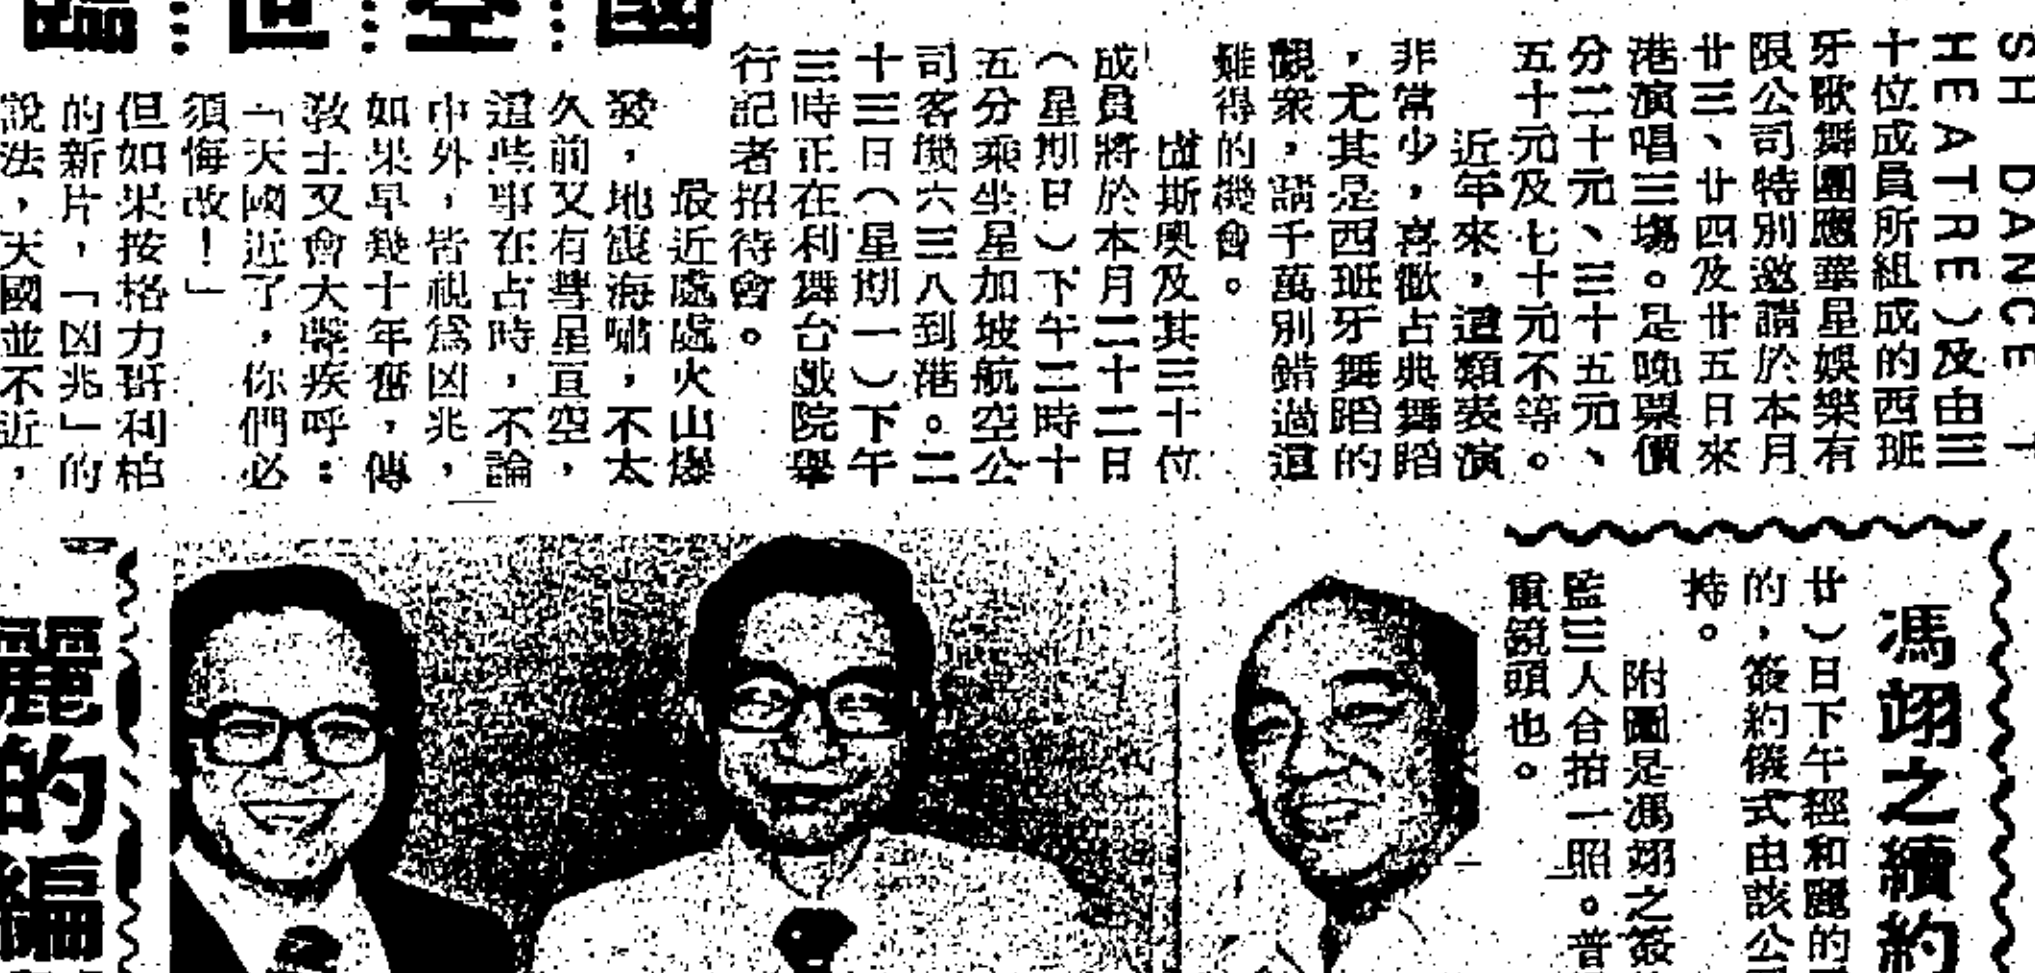 SH DANCE T
HEATRE）及由三
十位成員所組成的西班
牙歌舞團應華星娛樂有
限公司特別邀請於本月
廿三、廿四及廿五日來
港演唱三塲。是晚票價
分二十元、三十五元、
五十元及七十元不等。
近年來，這類表演
非常少，喜歡古典舞蹈
，尤其是西班牙舞蹈的
觀衆，請千萬別錯過這
難得的機會。
盧斯奧及其三十位
成員將於本月二十二日
（星期日）下午二時十
五分乘坐星加坡航空公
司客機六三八到港。二
十三日（星期一）下午
三時正在利舞台戲院舉
行記者招待會。
國…空…世…臨
最近處處火山爆
發，地震海嘯，不太
久前又有彗星亘空，
這些事在占時，不論
中外，皆視爲凶兆，
如果早幾十年舊，傳
敎士又會大聲疾呼：
「天國近了，你們必
須悔改！」
但如果按格力哥利柏
的新片，「凶兆」的
說法，天國並不近，
馮翊之續約
廿）日下午經和麗的
的，簽約儀式由該公
持。
附圖是馮翊之簽
監三人合拍一照。普
重鏡頭也。
麗的編